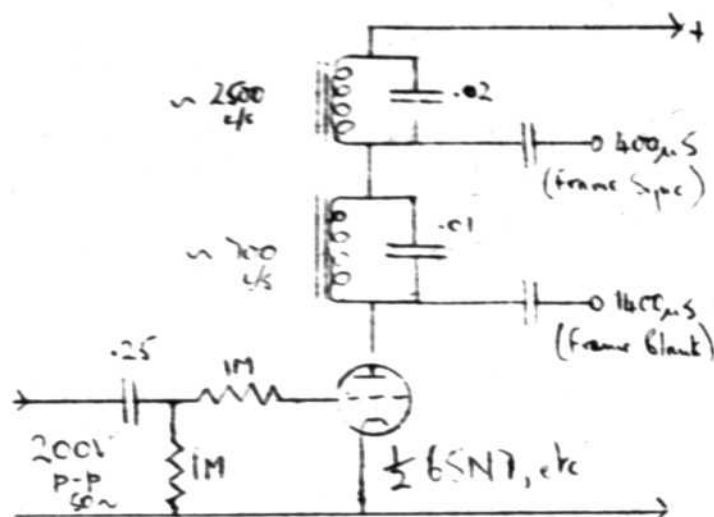 +
.02
~ 2500
c/s
400μS
(Frame Sync)
.01
~ 700
c/s
1400μS
(Frame Blank)
.25
1M
200V
p-p
50~
1M
½ 6SN7, etc